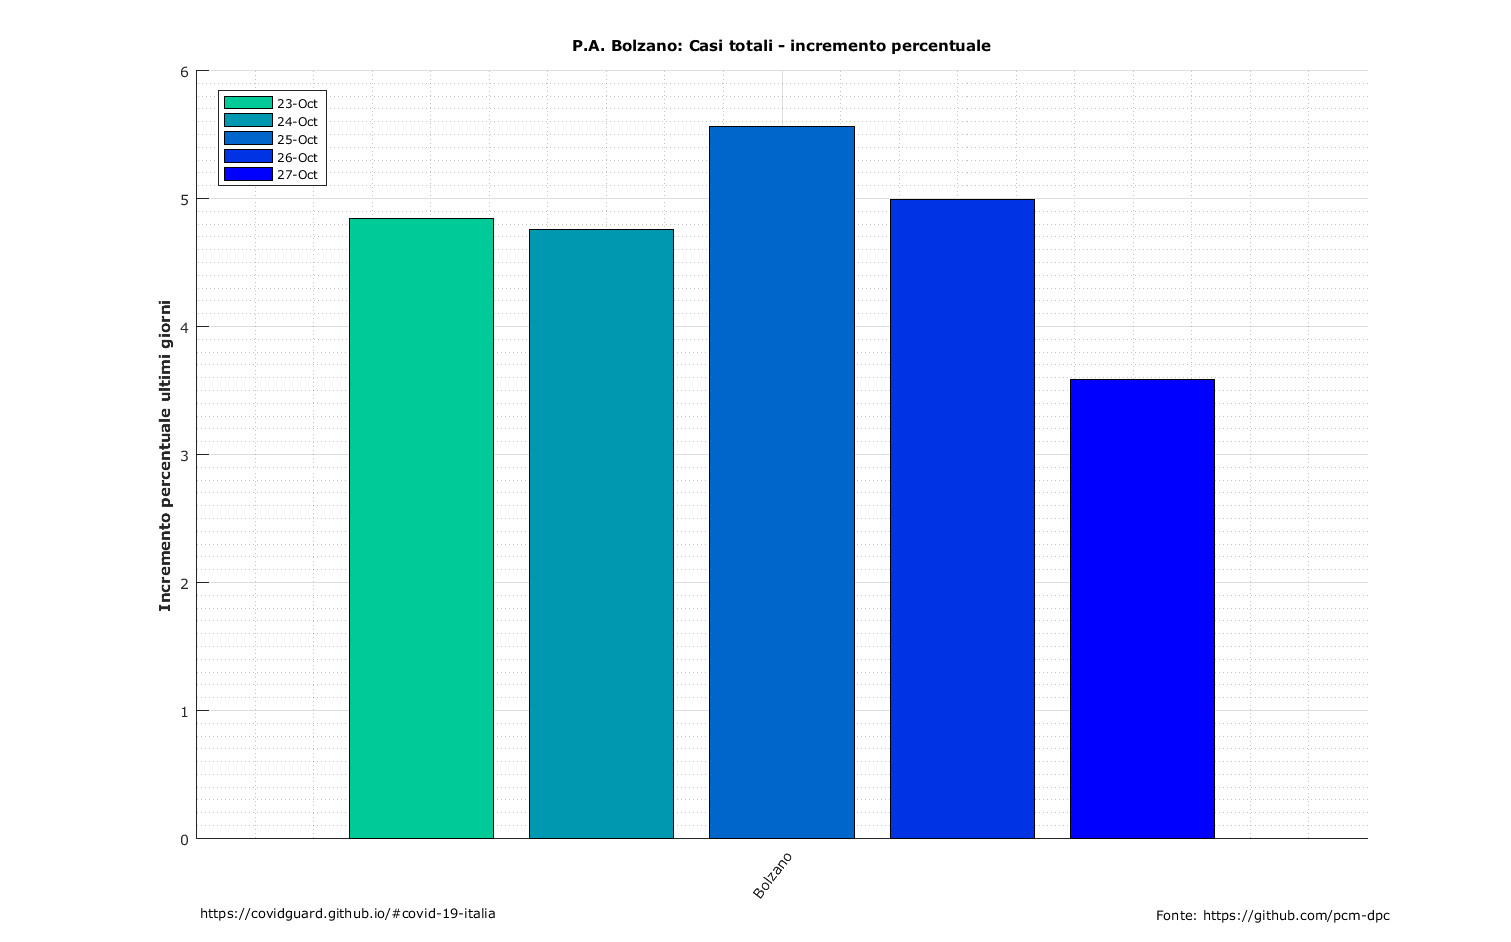 P.A. Bolzano: Casi totali - incremento percentuale
6
5
4
3
2
1
0
23-Oct
24-Oct
25-Oct
26-Oct
27-Oct
Incremento percentuale ultimi giorni
Bolzano
https://covidguard.github.io/#covid-19-italia
Fonte: https://github.com/pcm-dpc